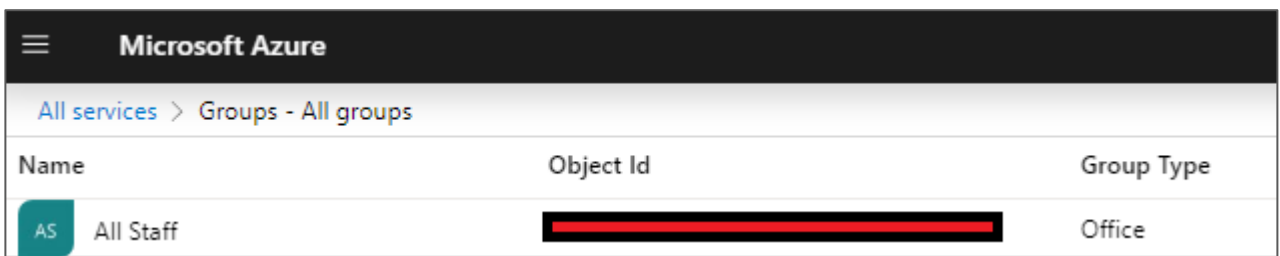 Microsoft Azure
All services > Groups - All groups
Name Object Id Group Type
AS All Staff Office